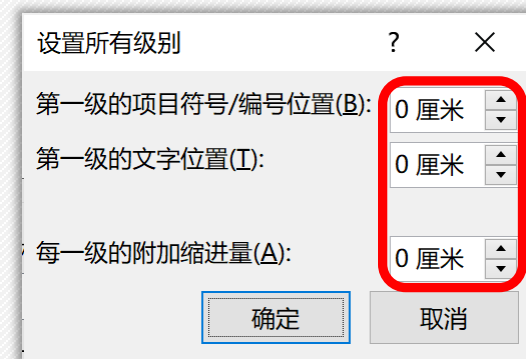 设置所有级别 ?
第一级的项目符号/编号位置(B): 0 厘米
第一级的文字位置(T): 0 厘米
每一级的附加缩进量(A): 0 厘米
确定 取消